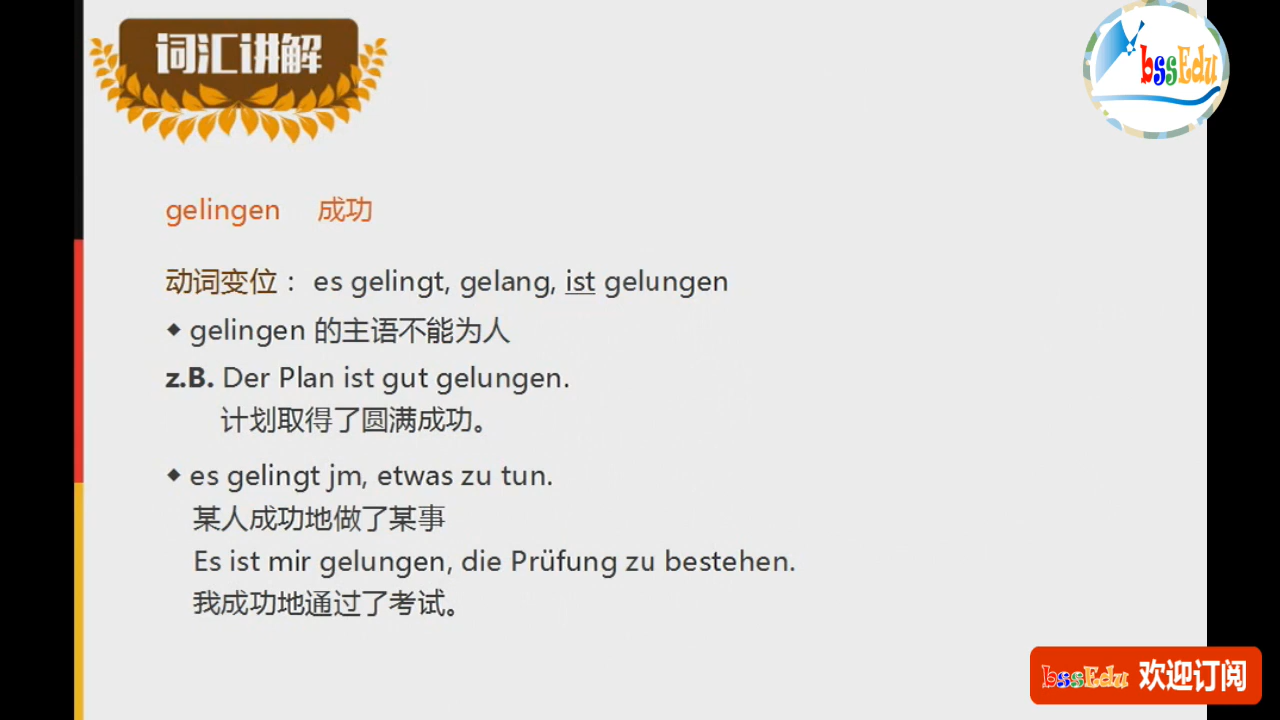 词汇讲解
bssEdu
gelingen 成功
动词变位： es gelingt, gelang, ist gelungen
◆ gelingen 的主语不能为人
z.B. Der Plan ist gut gelungen.
计划取得了圆满成功。
◆ es gelingt jm, etwas zu tun.
某人成功地做了某事
Es ist mir gelungen, die Prüfung zu bestehen.
我成功地通过了考试。
bssEdu 欢迎订阅